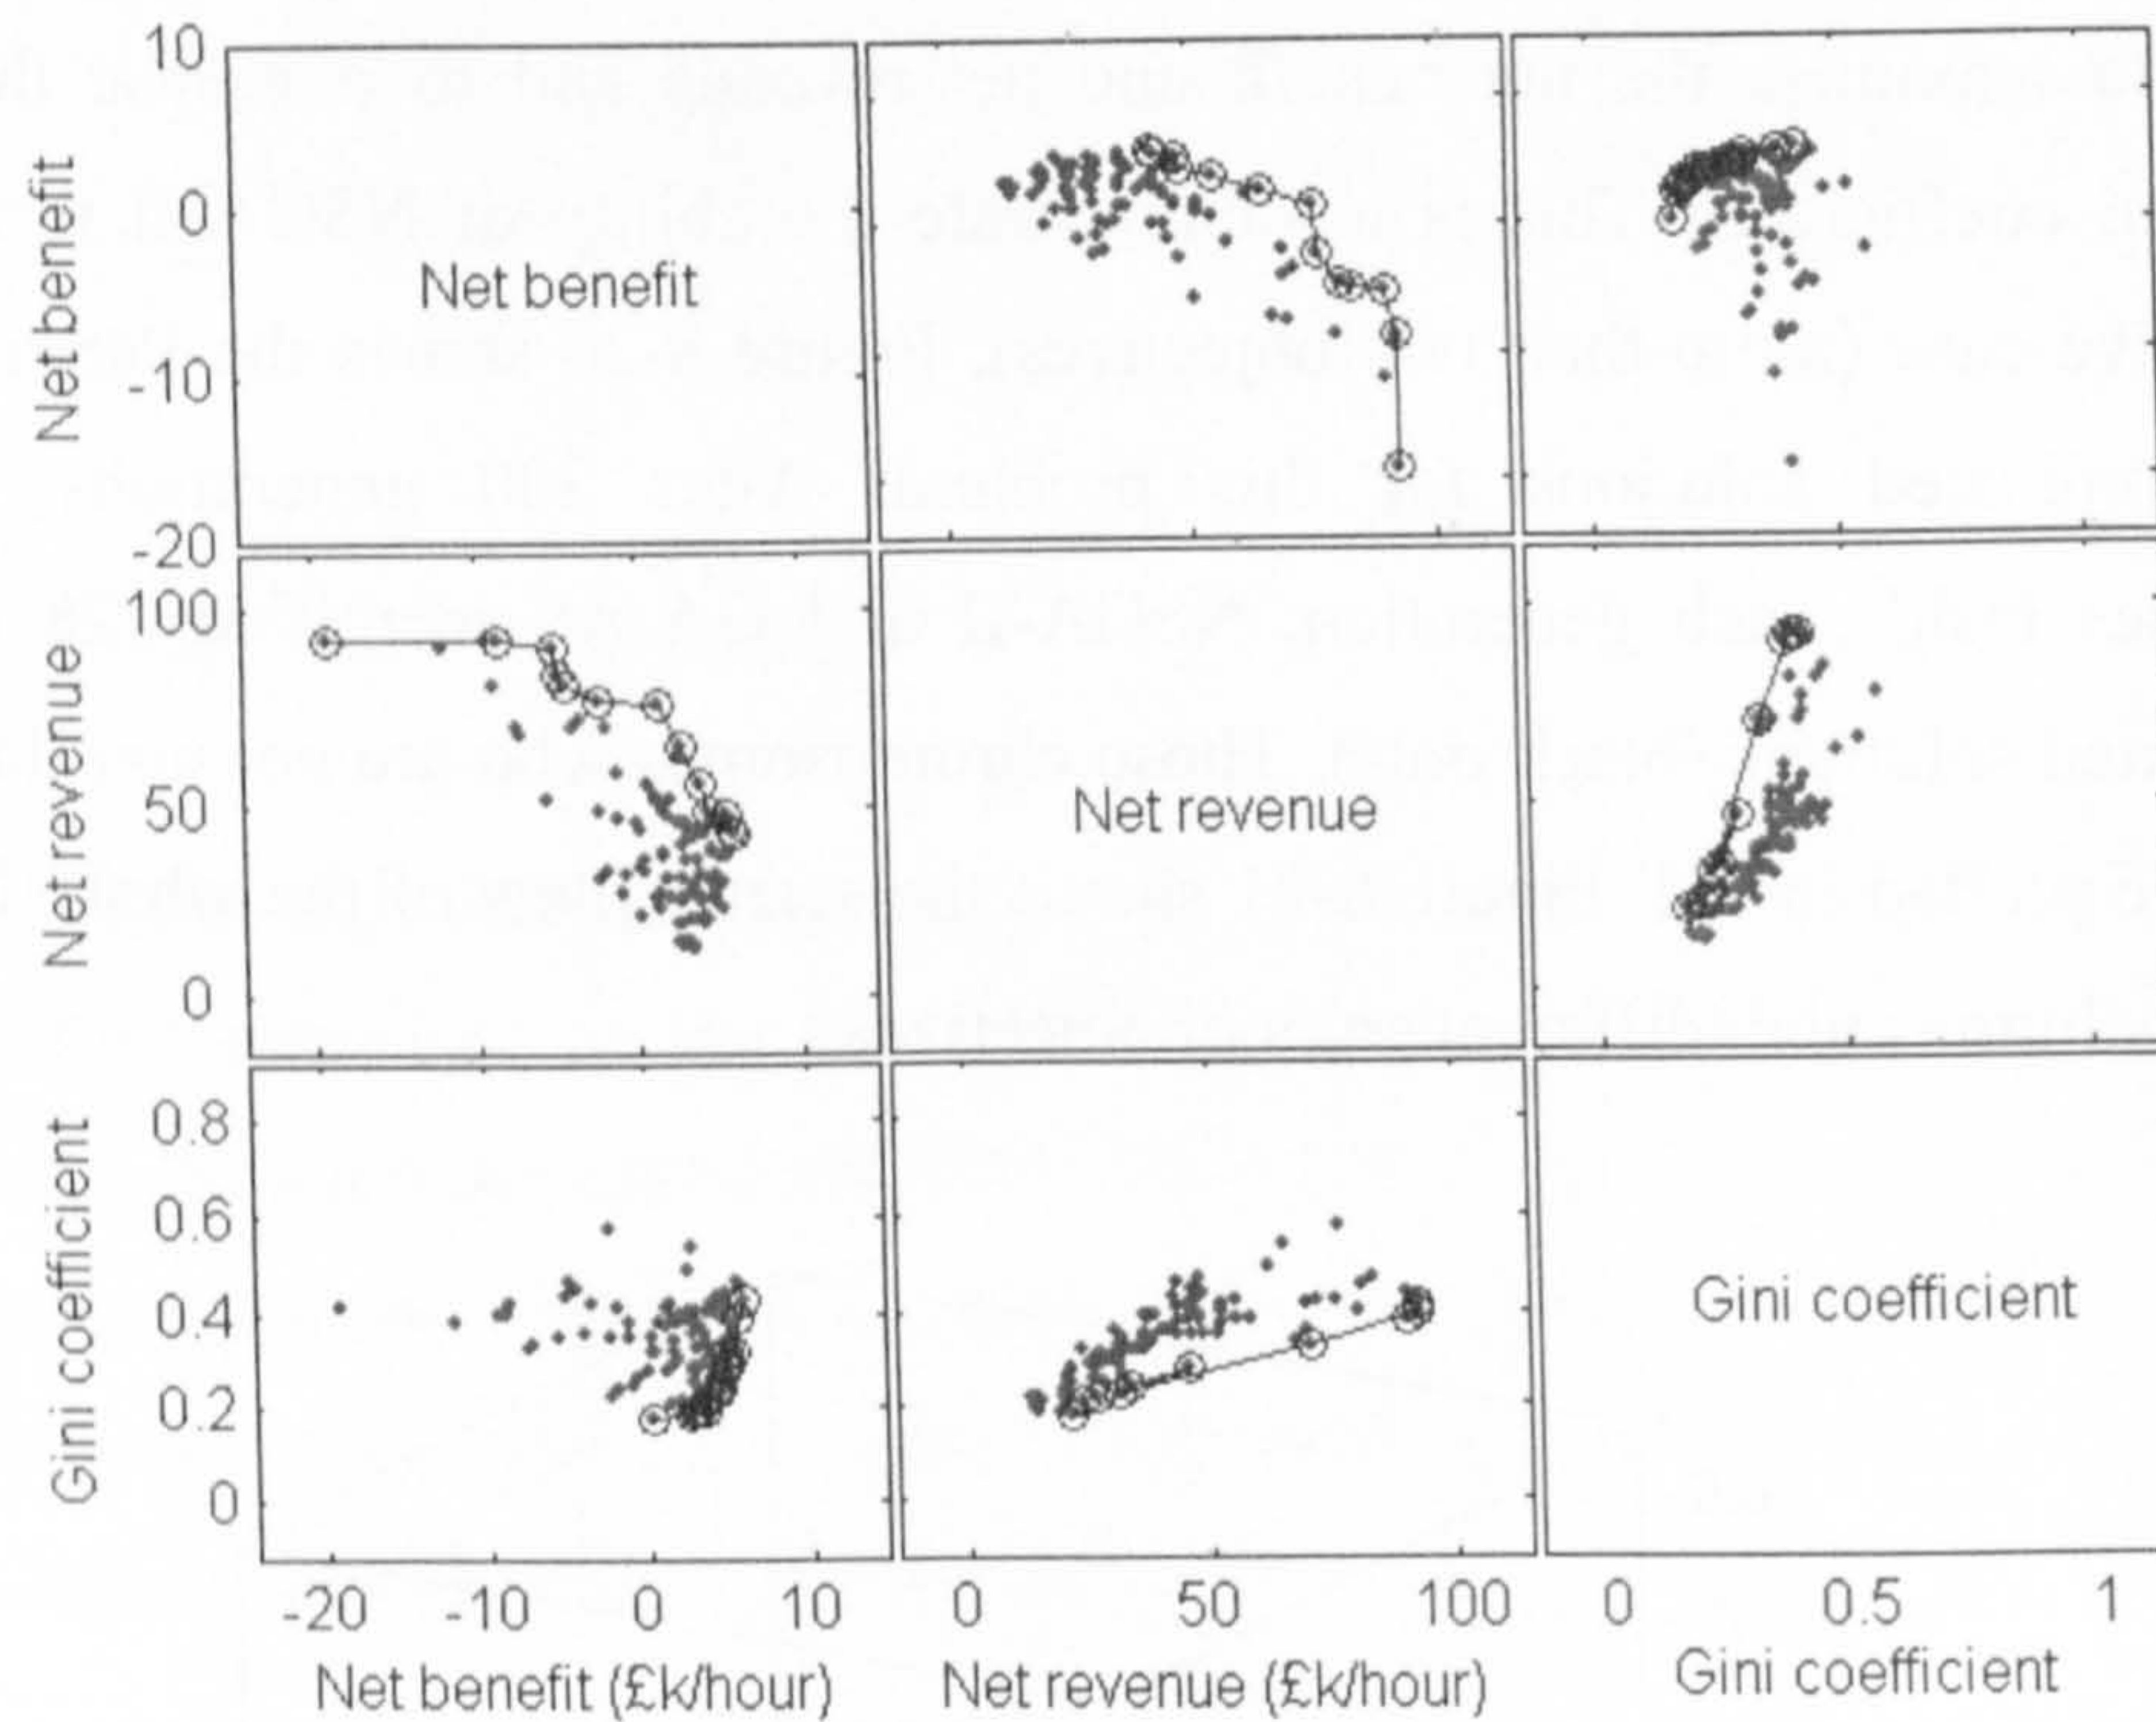 10
0
-10
-20
Net benefit
Net benefit
100
50
0
Net revenue
Net revenue
0.8
0.6
0.4
0.2
0
Gini coefficient
Gini coefficient
-20 -10 0 10 0 50 100 0 0.5 1
Net benefit (£k/hour) Net revenue (£k/hour) Gini coefficient